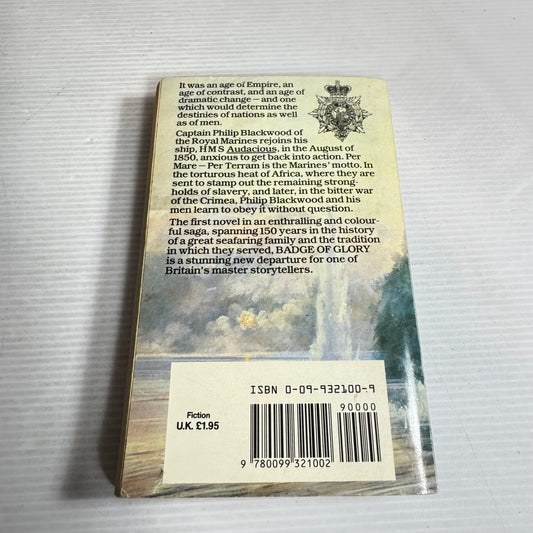 It was an age of Empire, an
age of contrast, and an age of
dramatic change – and one
which would determine the
destinies of nations as well
as of men.
Captain Philip Blackwood of
the Royal Marines rejoins his
ship, HMS Audacious, in the August of
1850, anxious to get back into action. Per
Mare – Per Terram is the Marines' motto. In
the torturous heat of Africa, where they are
sent to stamp out the remaining strong-
holds of slavery, and later, in the bitter war
of the Crimea, Philip Blackwood and his
men learn to obey it without question.
The first novel in an enthralling and colour-
ful saga, spanning 150 years in the history
of a great seafaring family and the tradition
in which they served, BADGE OF GLORY
is a stunning new departure for one of
Britain's master storytellers.
ISBN 0-09-932100-9
90000
Fiction
U.K. £1.95
9 780099 321002